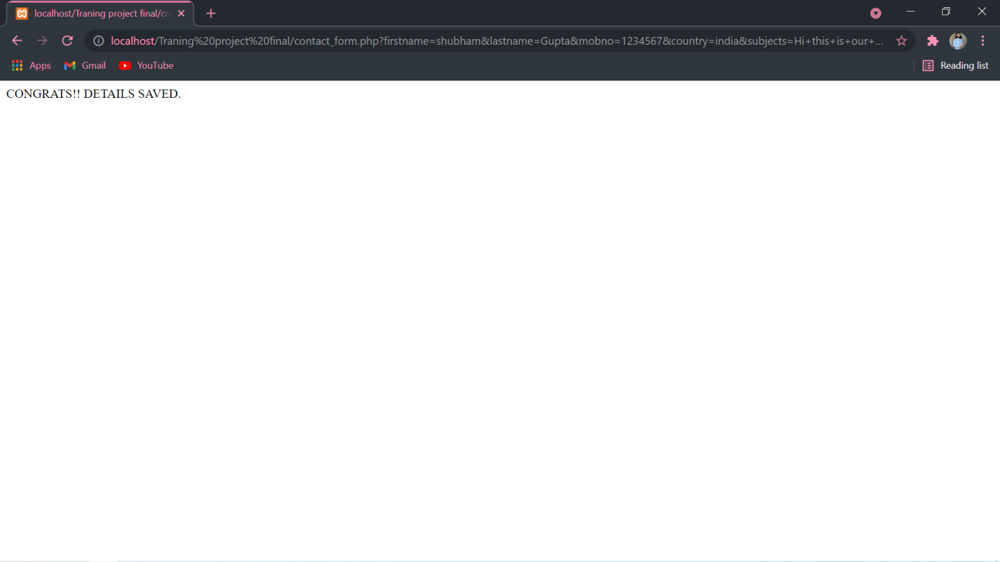 localhost/Traning project final/co
localhost/Traning%20project%20final/contact_form.php?firstname=shubham&lastname=Gupta&mobno=1234567&country=india&subjects=Hi+this+is+our+...
Apps Gmail YouTube Reading list
CONGRATS!! DETAILS SAVED.